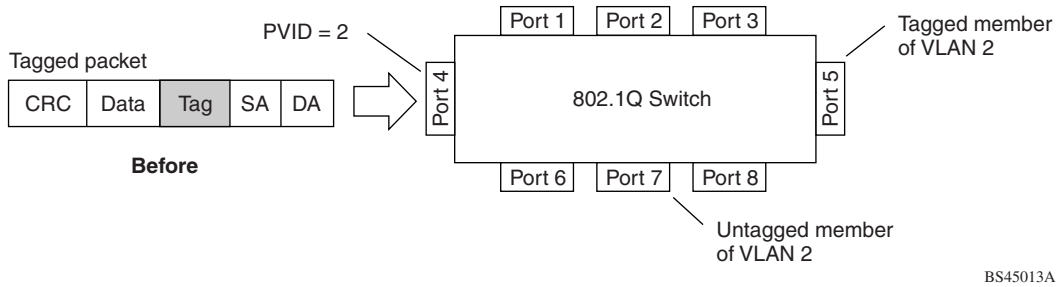 PVID = 2
Port 1
Port 2
Port 3
Tagged member
of VLAN 2
Tagged packet
CRC
Data
Tag
SA
DA
Port 4
802.1Q Switch
Port 5
Before
Port 6
Port 7
Port 8
Untagged member
of VLAN 2
BS45013A